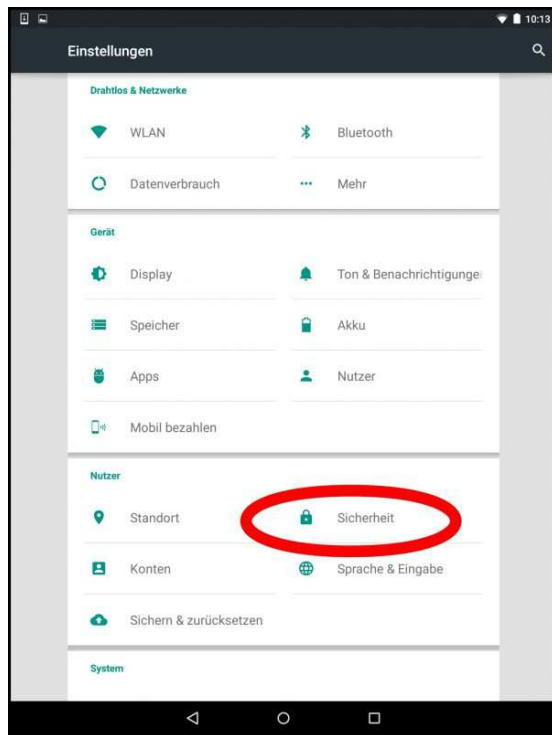 10:13
Einstellungen
Drahtlos & Netzwerke
WLAN
Bluetooth
Datenverbrauch
Mehr
Gerät
Display
Ton & Benachrichtigunge
Speicher
Akku
Apps
Nutzer
Mobil bezahlen
Nutzer
Standort
Sicherheit
Konten
Sprache & Eingabe
Sichern & zurücksetzen
System